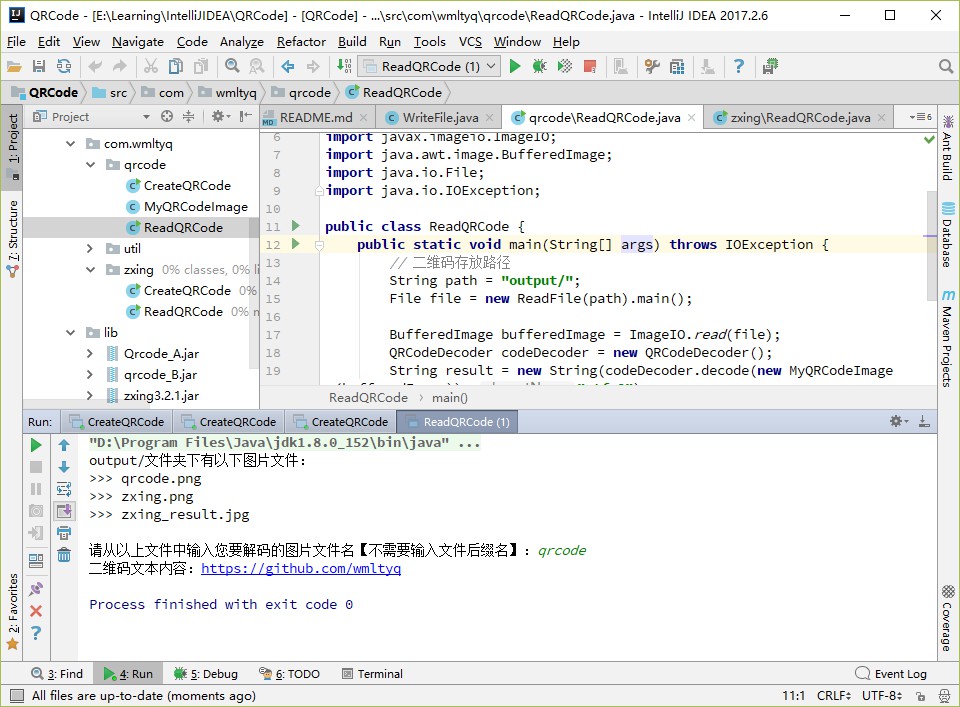 QRCode - [E:\Learning\IntelliJIDEA\QRCode] - [QRCode] - ...\src\com\wmltyq\qrcode\ReadQRCode.java - IntelliJ IDEA 2017.2.6
File Edit View Navigate Code Analyze Refactor Build Run Tools VCS Window Help
ReadQRCode (1)
QRCode src com wmltyq qrcode ReadQRCode
Project
README.md WriteFile.java qrcode\ReadQRCode.java zxing\ReadQRCode.java
1: Project
7: Structure
2: Favorites
com.wmltyq
qrcode
CreateQRCode
MyQRCodeImage
ReadQRCode
util
zxing 0% classes, 0% li
CreateQRCode 0%
ReadQRCode 0%
lib
Qrcode_A.jar
qrcode_B.jar
zxing3.2.1.jar
6 import javax.imageio.ImageIO;
7 import java.awt.image.BufferedImage;
8 import java.io.File;
9 import java.io.IOException;
10
11 public class ReadQRCode {
12 public static void main(String[] args) throws IOException {
13 // 二维码存放路径
14 String path = "output/";
15 File file = new ReadFile(path).main();
16
17 BufferedImage bufferedImage = ImageIO.read(file);
18 QRCodeDecoder codeDecoder = new QRCodeDecoder();
19 String result = new String(codeDecoder.decode(new MyQRCodeImage
ReadQRCode main()
Ant Build
Database
Maven Projects
Coverage
Run: CreateQRCode CreateQRCode CreateQRCode ReadQRCode (1)
"D:\Program Files\Java\jdk1.8.0_152\bin\java" ...
output/文件夹下有以下图片文件：
>>> qrcode.png
>>> zxing.png
>>> zxing_result.jpg
请从以上文件中输入您要解码的图片文件名【不需要输入文件后缀名】：qrcode
二维码文本内容：https://github.com/wmltyq
Process finished with exit code 0
3: Find 4: Run 5: Debug 6: TODO Terminal Event Log
All files are up-to-date (moments ago) 11:1 CRLF UTF-8